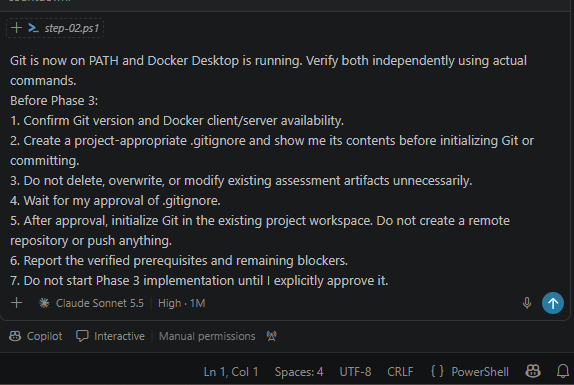 step-02.ps1
Git is now on PATH and Docker Desktop is running. Verify both independently using actual
commands.
Before Phase 3:
1. Confirm Git version and Docker client/server availability.
2. Create a project-appropriate .gitignore and show me its contents before initializing Git or
committing.
3. Do not delete, overwrite, or modify existing assessment artifacts unnecessarily.
4. Wait for my approval of .gitignore.
5. After approval, initialize Git in the existing project workspace. Do not create a remote
repository or push anything.
6. Report the verified prerequisites and remaining blockers.
7. Do not start Phase 3 implementation until I explicitly approve it.
Claude Sonnet 5.5 High · 1M
Copilot Interactive Manual permissions
Ln 1, Col 1 Spaces: 4 UTF-8 CRLF { } PowerShell